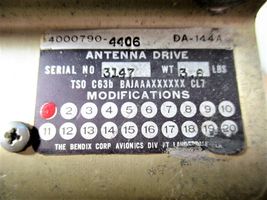 4000790-4406 DA-144A
ANTENNA DRIVE
SERIAL NO 3147 WT 3.6 LBS
TSO C63b BAJAAAXXXXXX CL7
MODIFICATIONS
2 3 4 5 6 7 8 9 10
11 12 13 14 15 16 17 18 19 20
THE BENDIX CORP AVIONICS DIV FT LAUDERDALE